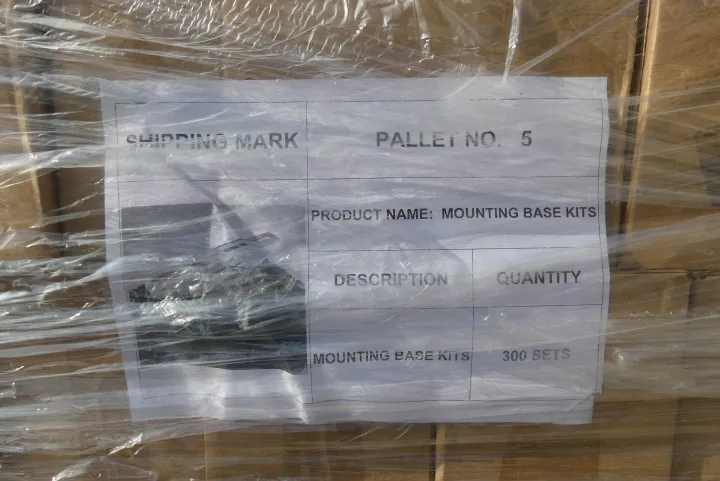 SHIPPING MARK
PALLET NO. 5
PRODUCT NAME: MOUNTING BASE KITS
DESCRIPTION
QUANTITY
MOUNTING BASE KITS
300 SETS